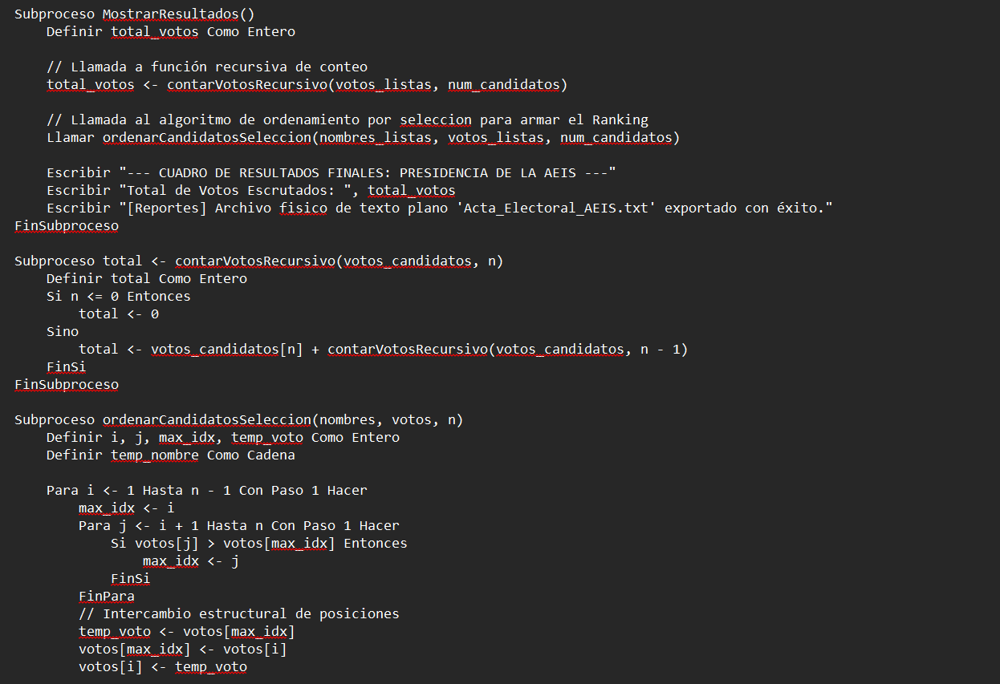 Subproceso MostrarResultados()
    Definir total_votos Como Entero

    // Llamada a función recursiva de conteo
    total_votos <- contarVotosRecursivo(votos_listas, num_candidatos)

    // Llamada al algoritmo de ordenamiento por seleccion para armar el Ranking
    Llamar ordenarCandidatosSeleccion(nombres_listas, votos_listas, num_candidatos)

    Escribir "--- CUADRO DE RESULTADOS FINALES: PRESIDENCIA DE LA AEIS ---"
    Escribir "Total de Votos Escrutados: ", total_votos
    Escribir "[Reportes] Archivo fisico de texto plano 'Acta_Electoral_AEIS.txt' exportado con éxito."
FinSubproceso

Subproceso total <- contarVotosRecursivo(votos_candidatos, n)
    Definir total Como Entero
    Si n <= 0 Entonces
        total <- 0
    Sino
        total <- votos_candidatos[n] + contarVotosRecursivo(votos_candidatos, n - 1)
    FinSi
FinSubproceso

Subproceso ordenarCandidatosSeleccion(nombres, votos, n)
    Definir i, j, max_idx, temp_voto Como Entero
    Definir temp_nombre Como Cadena

    Para i <- 1 Hasta n - 1 Con Paso 1 Hacer
        max_idx <- i
        Para j <- i + 1 Hasta n Con Paso 1 Hacer
            Si votos[j] > votos[max_idx] Entonces
                max_idx <- j
            FinSi
        FinPara
        // Intercambio estructural de posiciones
        temp_voto <- votos[max_idx]
        votos[max_idx] <- votos[i]
        votos[i] <- temp_voto